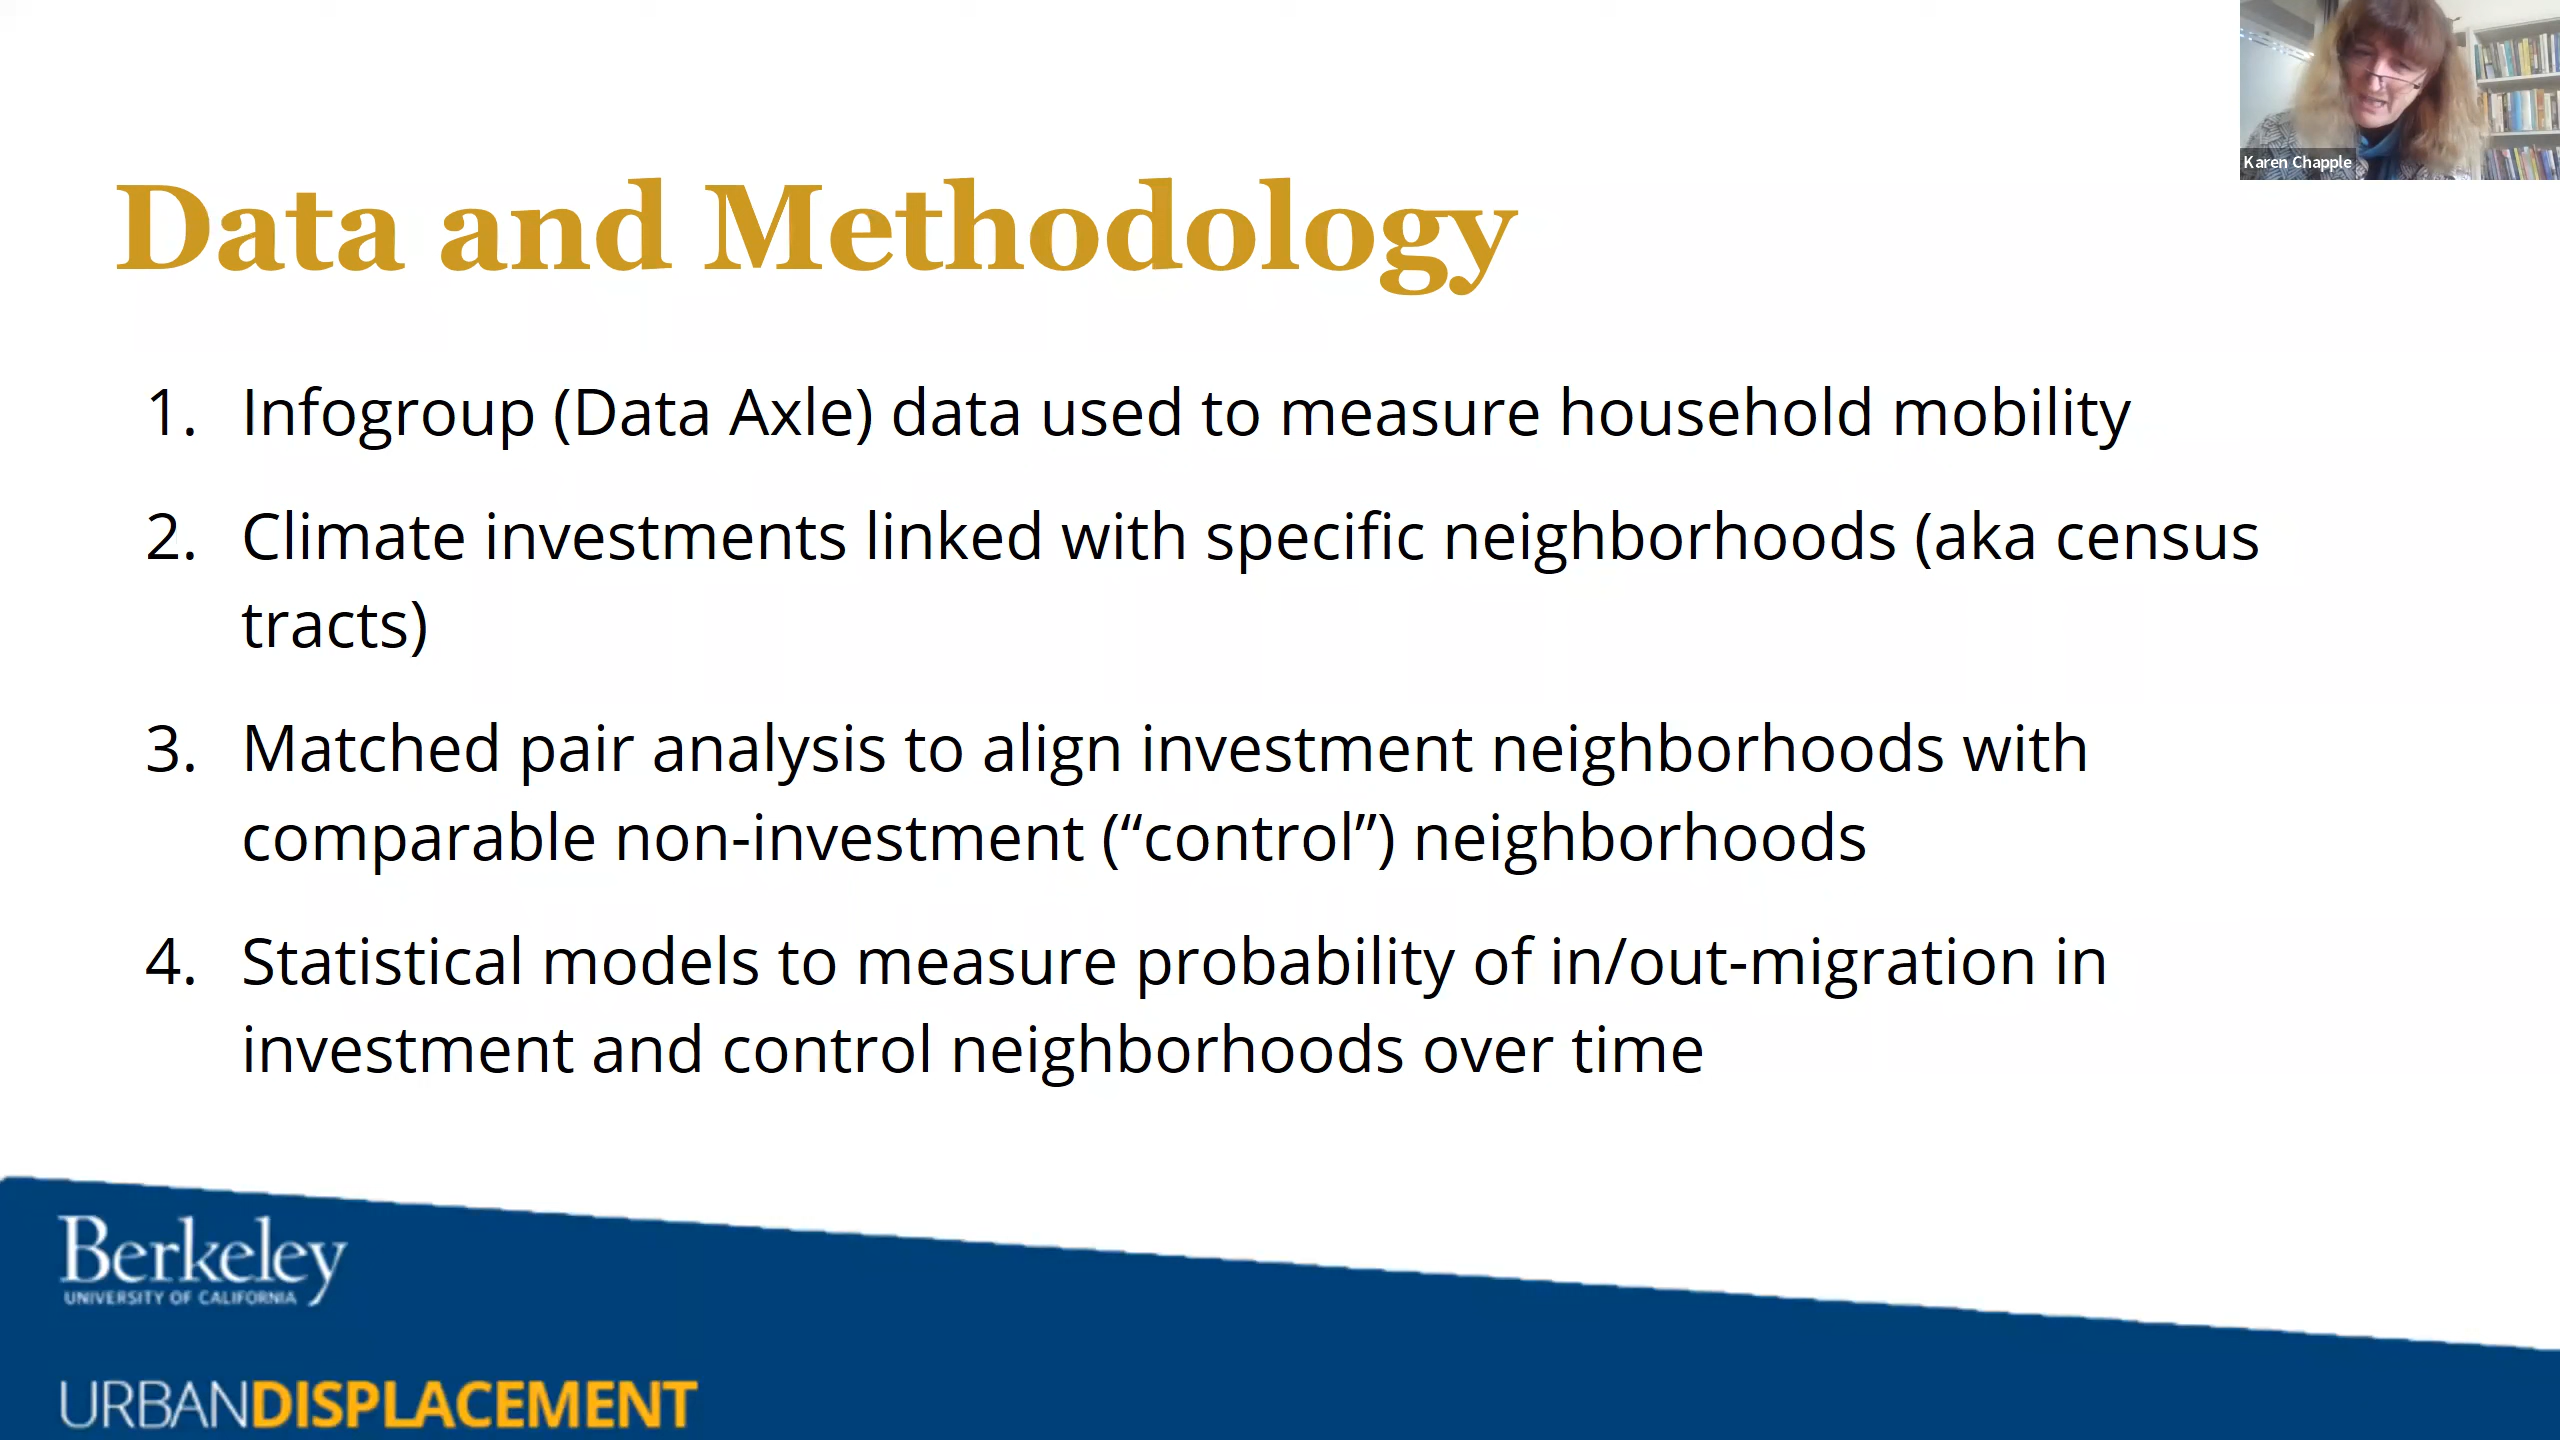 Karen Chapple
Data and Methodology
1. Infogroup (Data Axle) data used to measure household mobility
2. Climate investments linked with specific neighborhoods (aka census
tracts)
3. Matched pair analysis to align investment neighborhoods with
comparable non-investment (“control”) neighborhoods
4. Statistical models to measure probability of in/out-migration in
investment and control neighborhoods over time
Berkeley
UNIVERSITY OF CALIFORNIA
URBANDISPLACEMENT